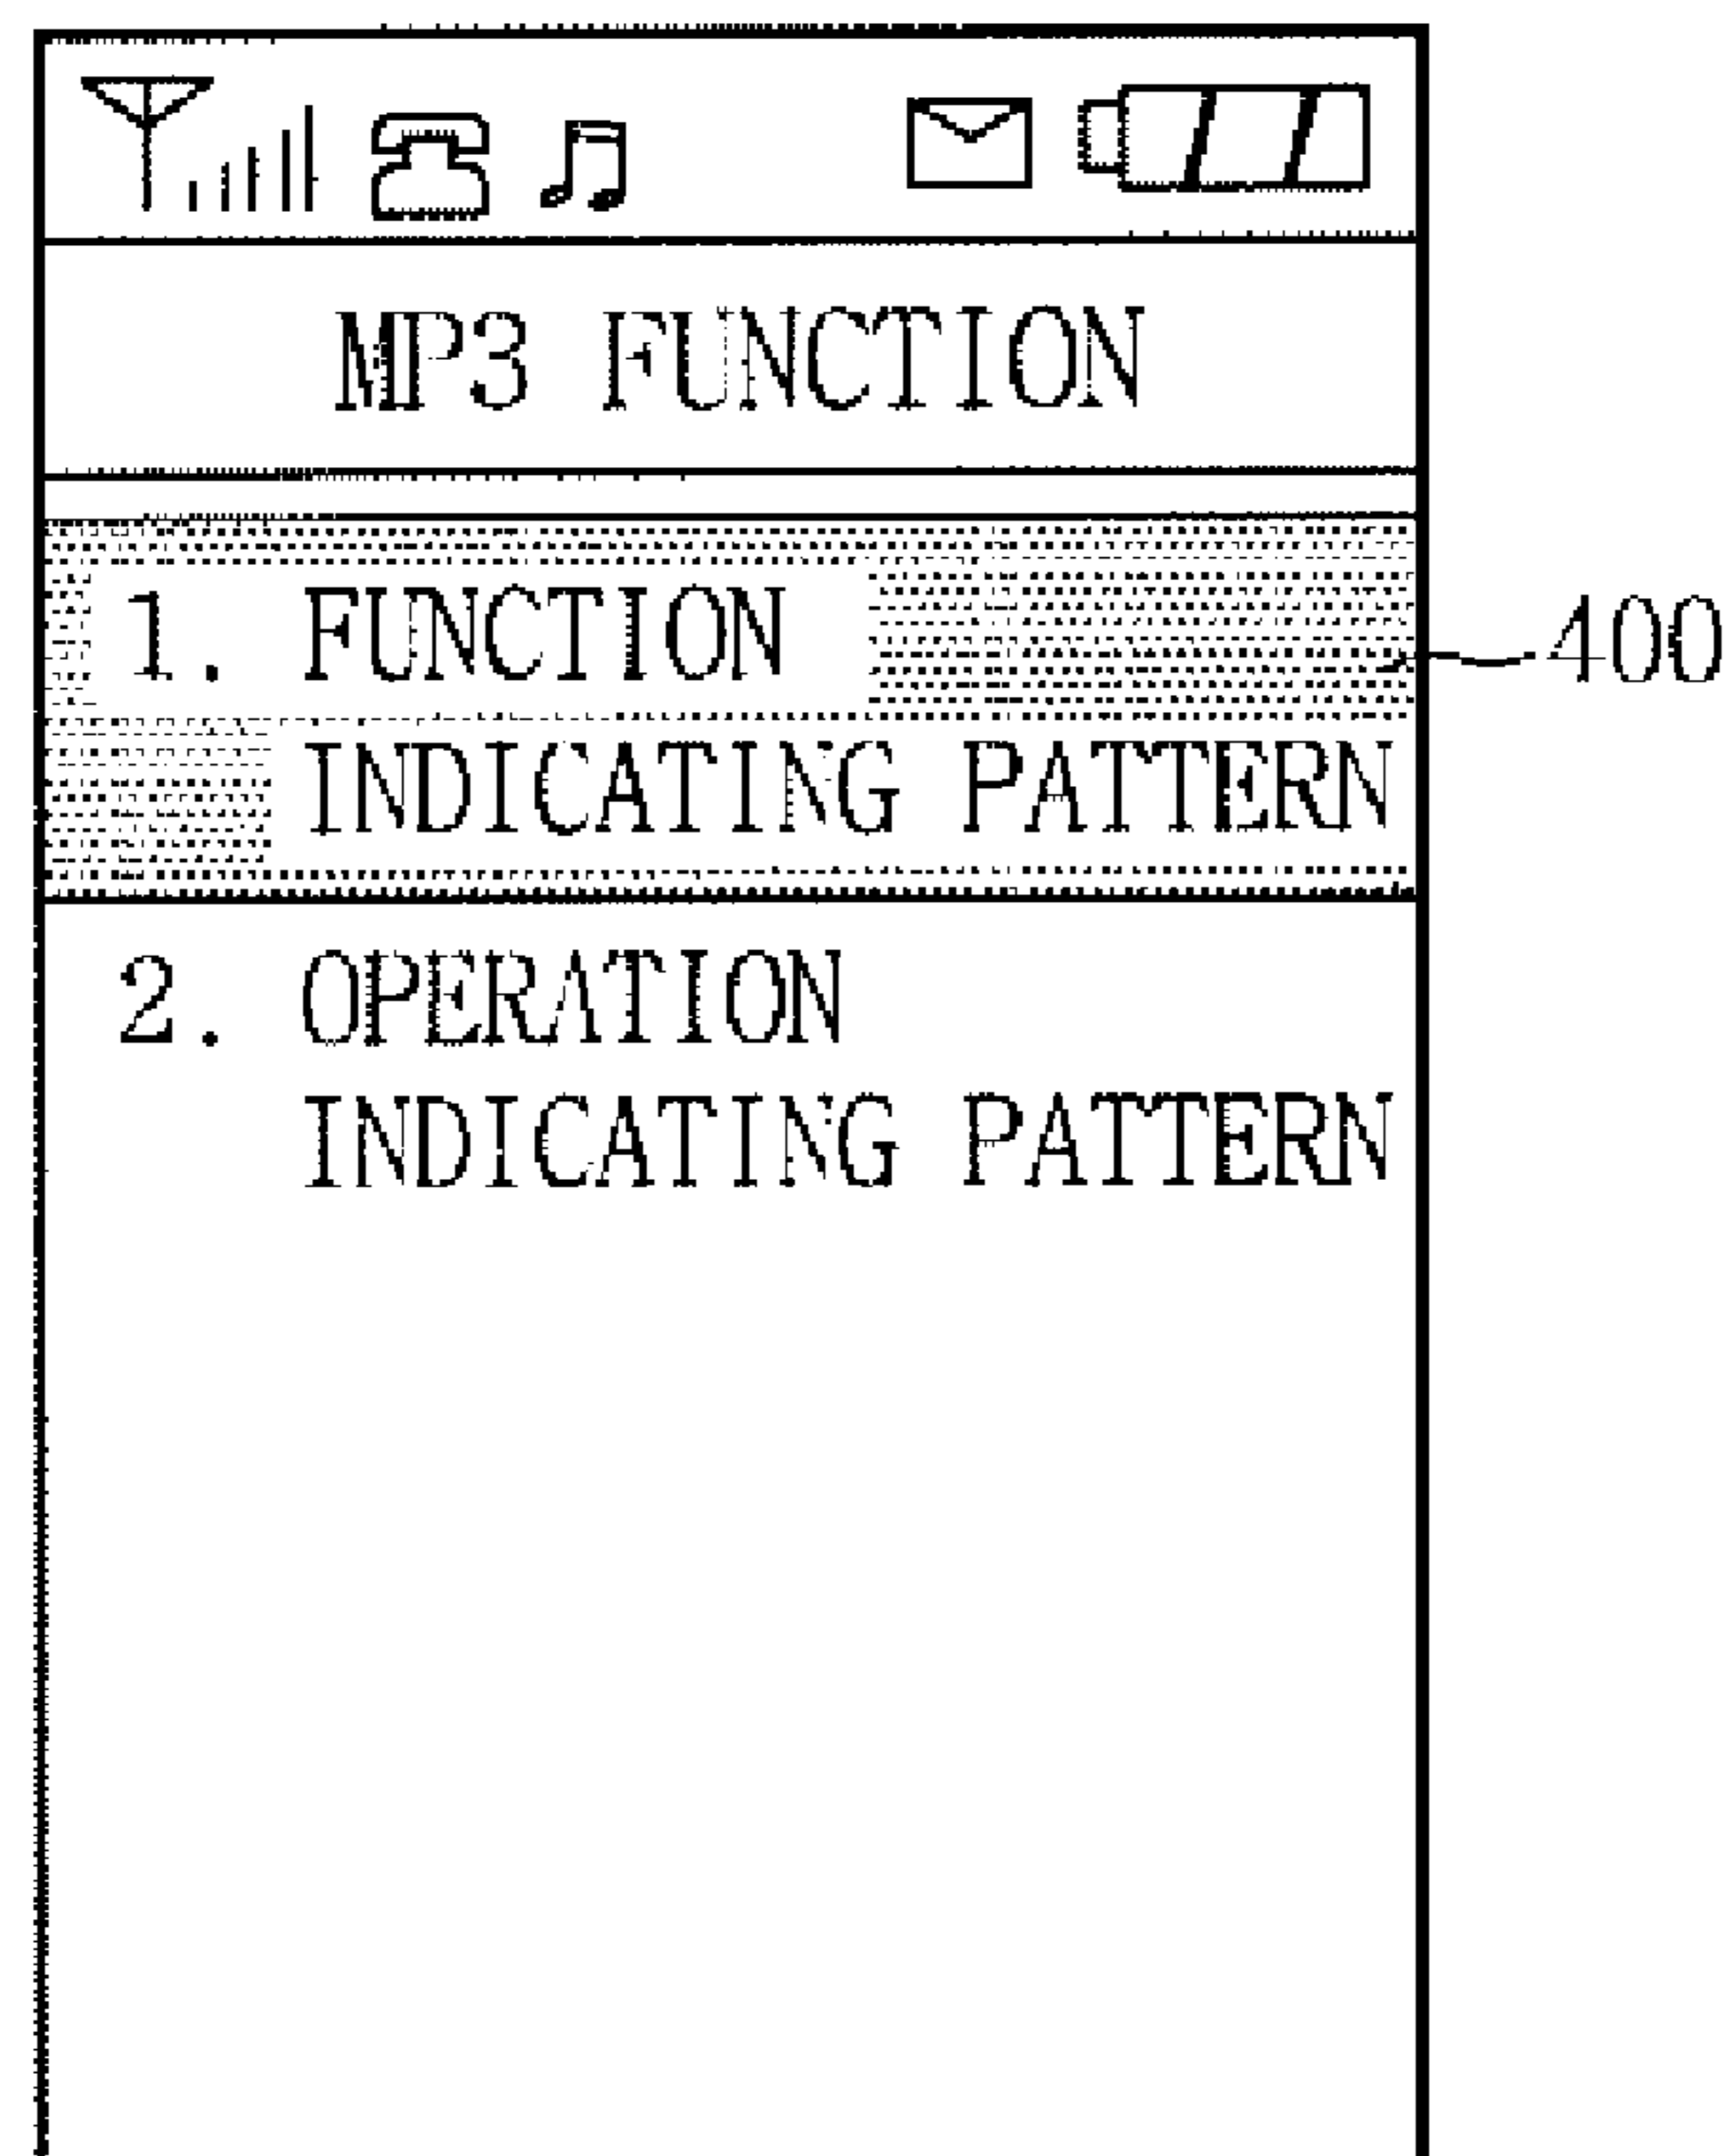 MP3 FUNCTION
1. FUNCTION
400
INDICATING PATTERN
2. OPERATION
INDICATING PATTERN